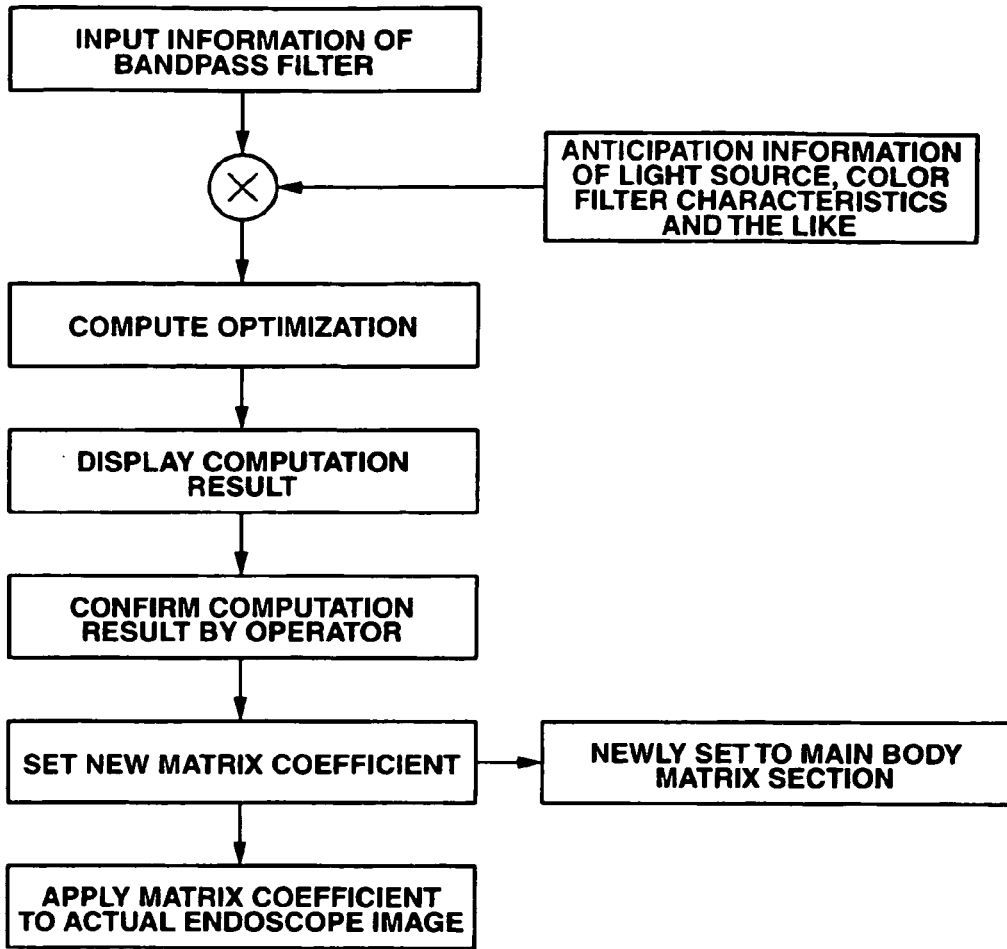 INPUT INFORMATION OF
BANDPASS FILTER
ANTICIPATION INFORMATION
OF LIGHT SOURCE, COLOR
FILTER CHARACTERISTICS
AND THE LIKE
COMPUTE OPTIMIZATION
DISPLAY COMPUTATION
RESULT
CONFIRM COMPUTATION
RESULT BY OPERATOR
SET NEW MATRIX COEFFICIENT
NEWLY SET TO MAIN BODY
MATRIX SECTION
APPLY MATRIX COEFFICIENT
TO ACTUAL ENDOSCOPE IMAGE